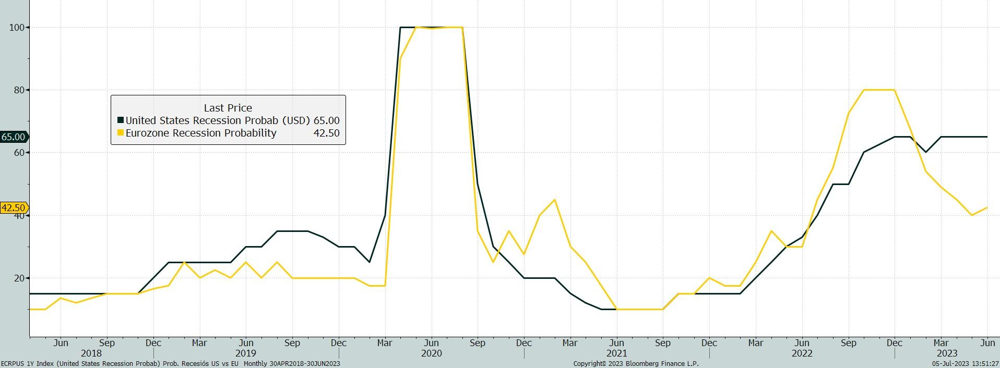 100
80
65.00
60
42.50
40
20
Last Price
United States Recession Probab (USD) 65.00
Eurozone Recession Probability 42.50
Jun Sep Dec Mar Jun Sep Dec Mar Jun Sep Dec Mar Jun Sep Dec Mar Jun Sep Dec Mar Jun
2018 2019 2020 2021 2022 2023
ECRPUS 1Y Index (United States Recession Probab) Prob. Recesiós US vs EU Monthly 30APR2018-30JUN2023 Copyright© 2023 Bloomberg Finance L.P. 05-Jul-2023 13:51:27